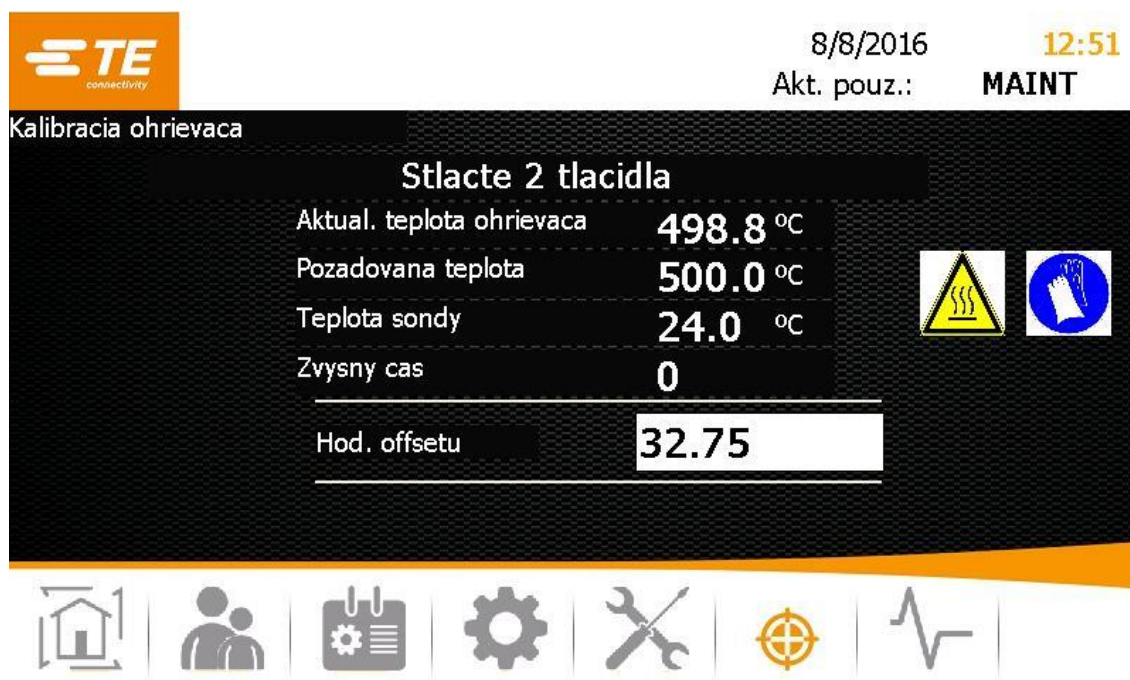 TE
connectivity
8/8/2016 12:51
Akt. pouz.: MAINT
Kalibracia ohrievaca
Stlacte 2 tlacidla
Aktual. teplota ohrievaca 498.8 ºC
Pozadovana teplota 500.0 ºC
Teplota sondy 24.0 ºC
Zvysny cas 0
Hod. offsetu 32.75